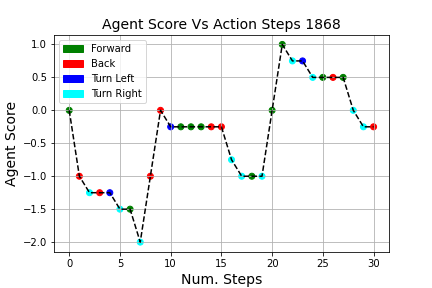 Agent Score Vs Action Steps 1868
Forward
Back
Turn Left
Turn Right
1.0
0.5
0.0
−0.5
−1.0
−1.5
−2.0
Agent Score
0 5 10 15 20 25 30
Num. Steps